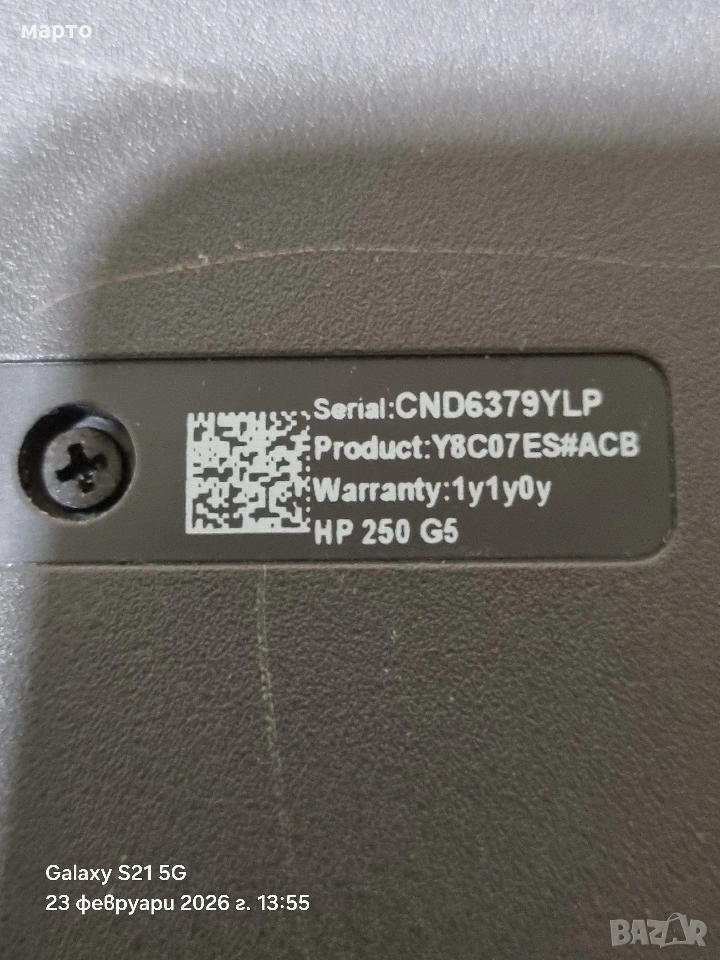 марто
Serial:CND6379YLP
Product:Y8C07ES#ACB
Warranty:1y1y0y
HP 250 G5
Galaxy S21 5G
23 февруари 2026 г. 13:55
BAZAR